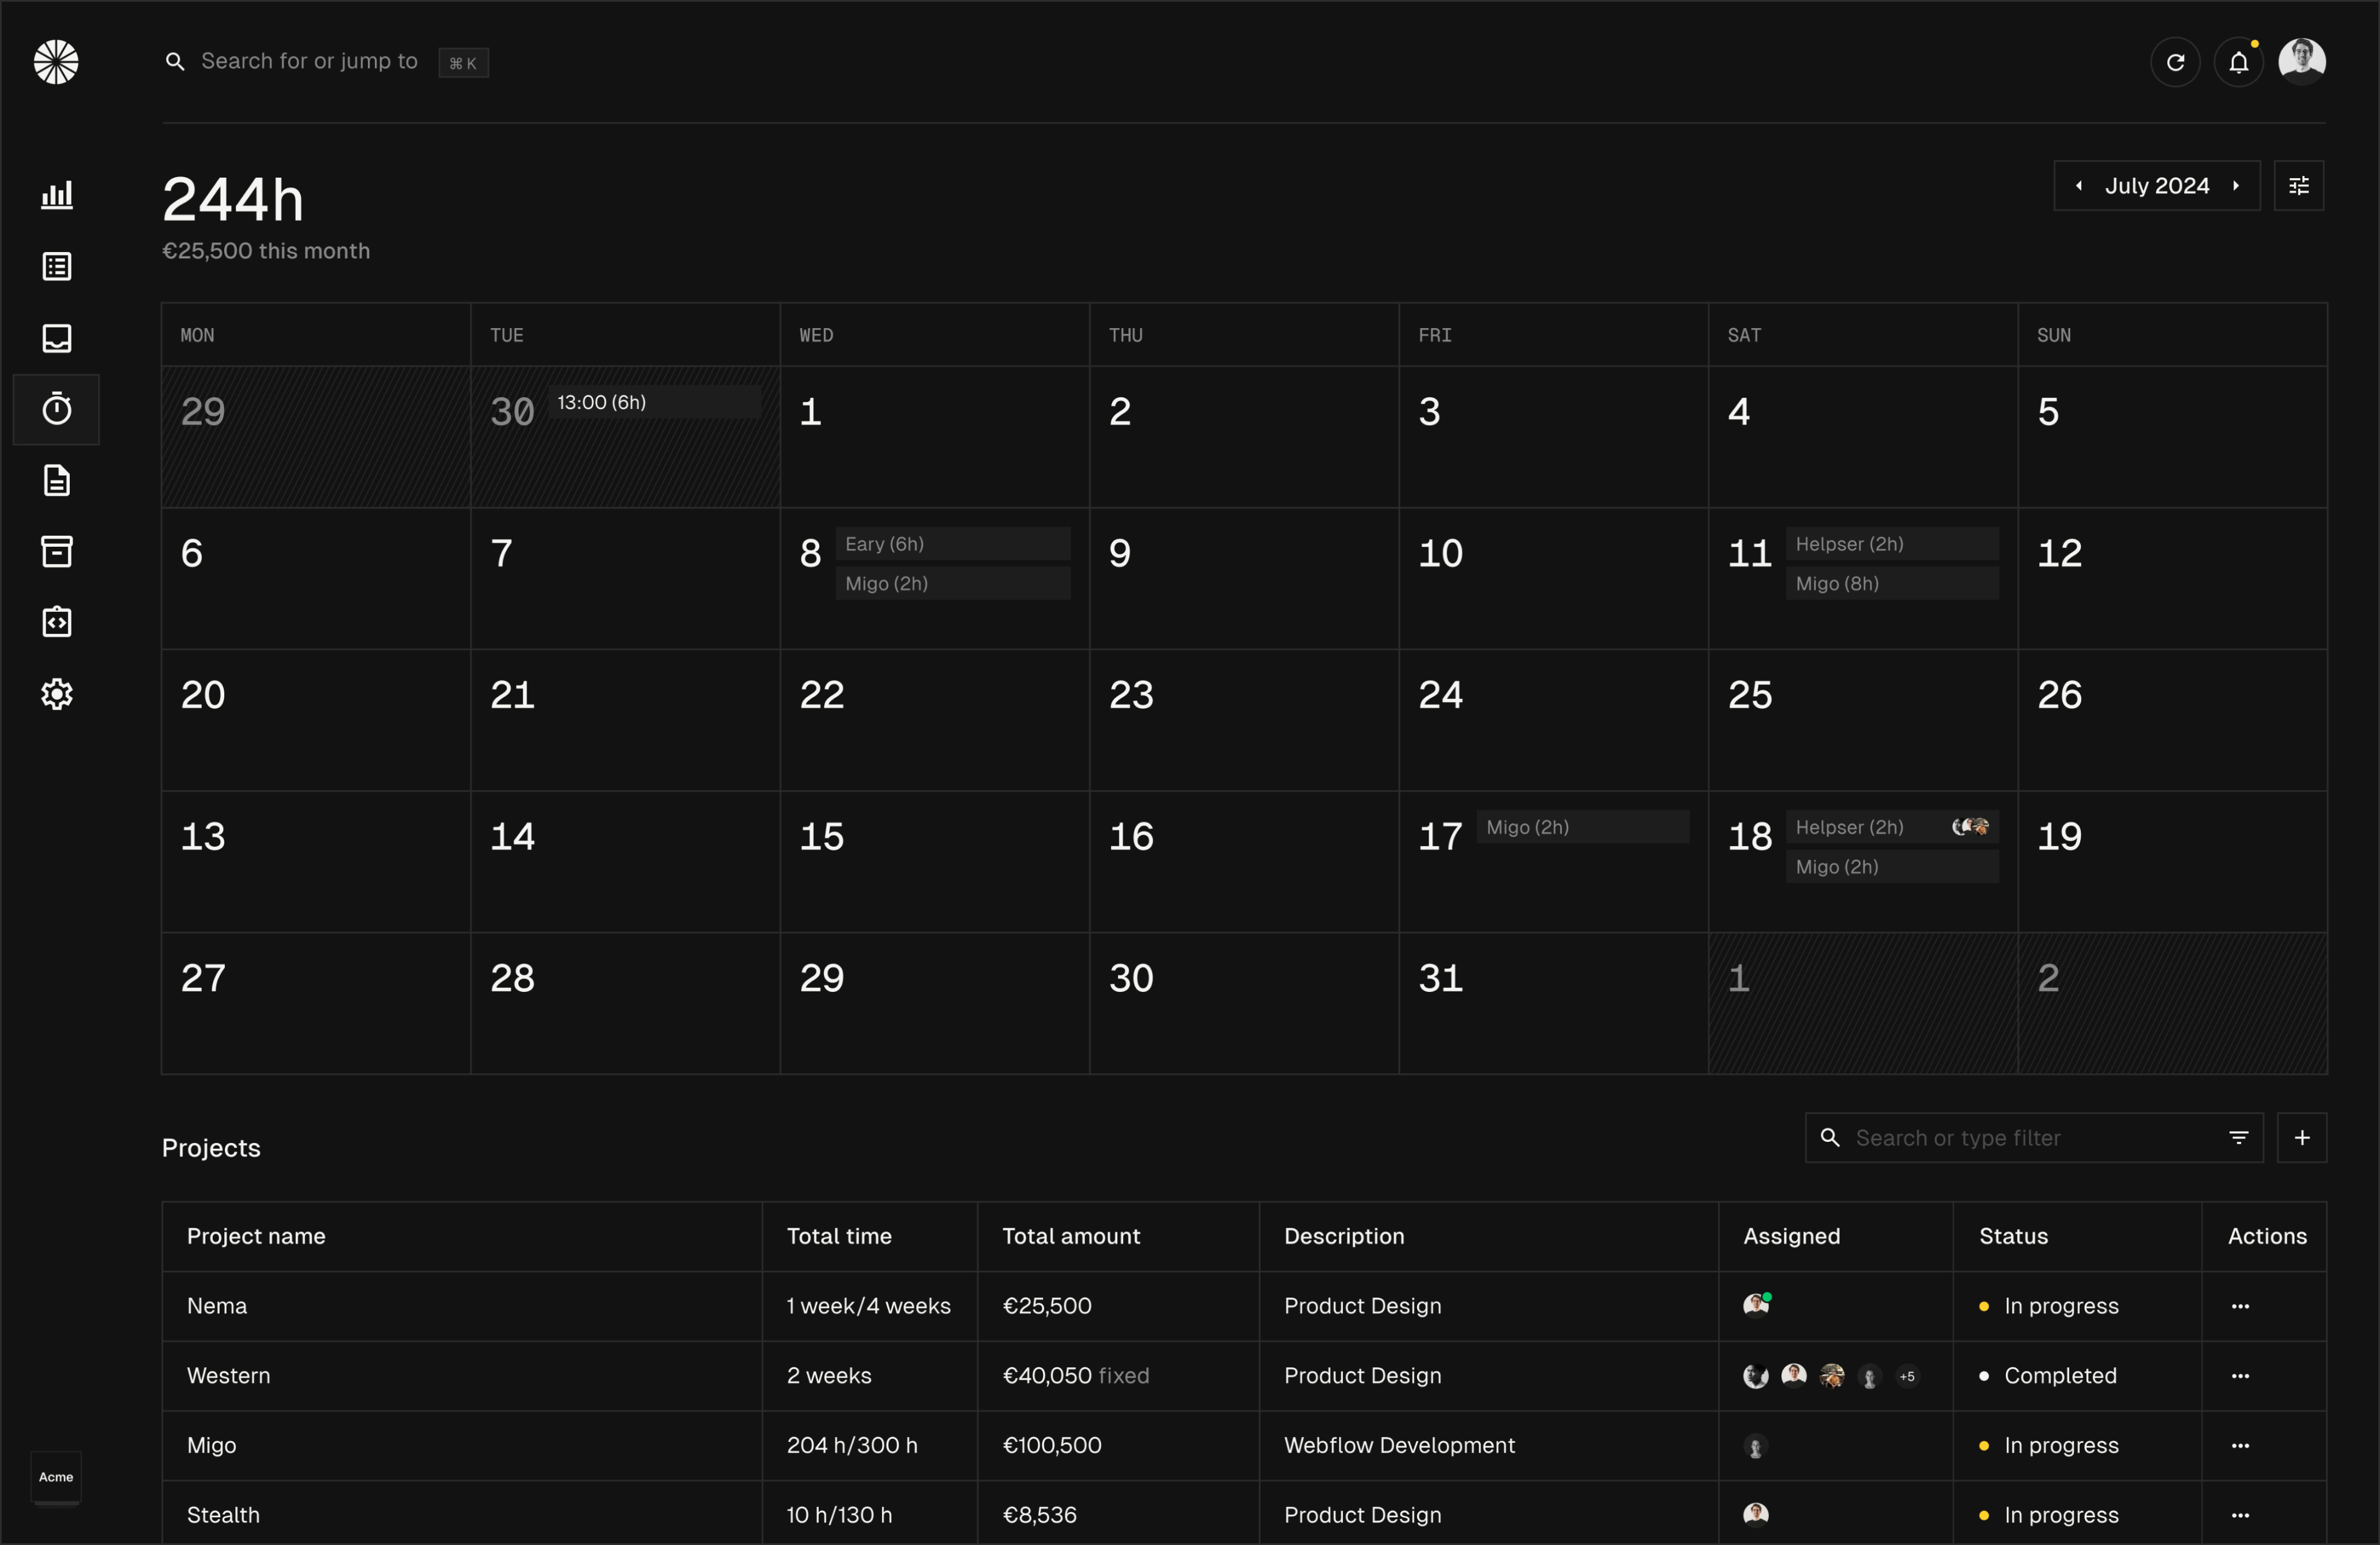 Search for or jump to ⌘ K
244h
€25,500 this month
July 2024
MON TUE WED THU FRI SAT SUN
29 30 13:00 (6h) 1 2 3 4 5
6 7 8 Eary (6h) 9 10 11 Helpser (2h) 12
Migo (2h) Migo (8h)
20 21 22 23 24 25 26
13 14 15 16 17 Migo (2h) 18 Helpser (2h) 19
Migo (2h)
27 28 29 30 31 1 2
Projects Search or type filter
Project name Total time Total amount Description Assigned Status Actions
Nema 1 week/4 weeks €25,500 Product Design In progress
Western 2 weeks €40,050 fixed Product Design +5 Completed
Migo 204 h/300 h €100,500 Webflow Development In progress
Acme
Stealth 10 h/130 h €8,536 Product Design In progress